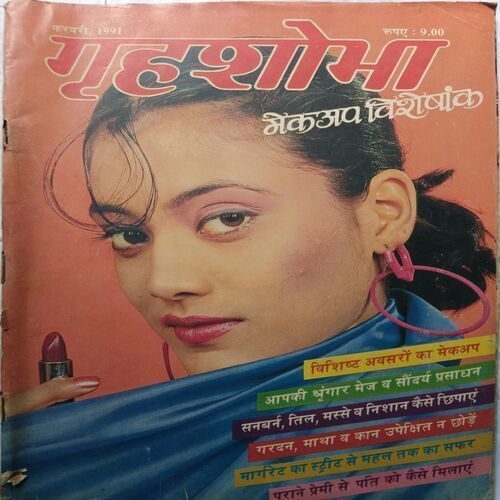 फरवरी, 1991
रुपए : 9.00
गृहशोभा
मेकअप विशेषांक
विशिष्ट अवसरों का मेकअप
आपकी श्रृंगार मेज व सौंदर्य प्रसाधन
सनबर्न, तिल, मस्से व निशान कैसे छिपाएं
गरदन, माथा व कान उपेक्षित न छोड़ें
मार्गरेट का स्ट्रीट से महल तक का सफर
पुराने प्रेमी से पति को कैसे मिलाएं